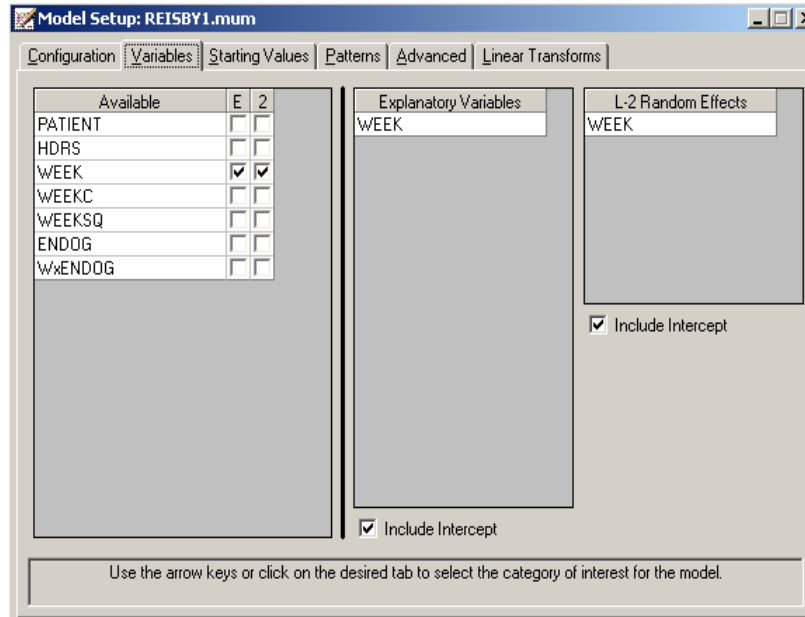 Model Setup: REISBY1.mum
Configuration Variables Starting Values Patterns Advanced Linear Transforms
Available E 2
PATIENT
HDRS
WEEK
WEEKC
WEEKSQ
ENDOG
WxENDOG
Explanatory Variables
WEEK
Include Intercept
L-2 Random Effects
WEEK
Include Intercept
Use the arrow keys or click on the desired tab to select the category of interest for the model.